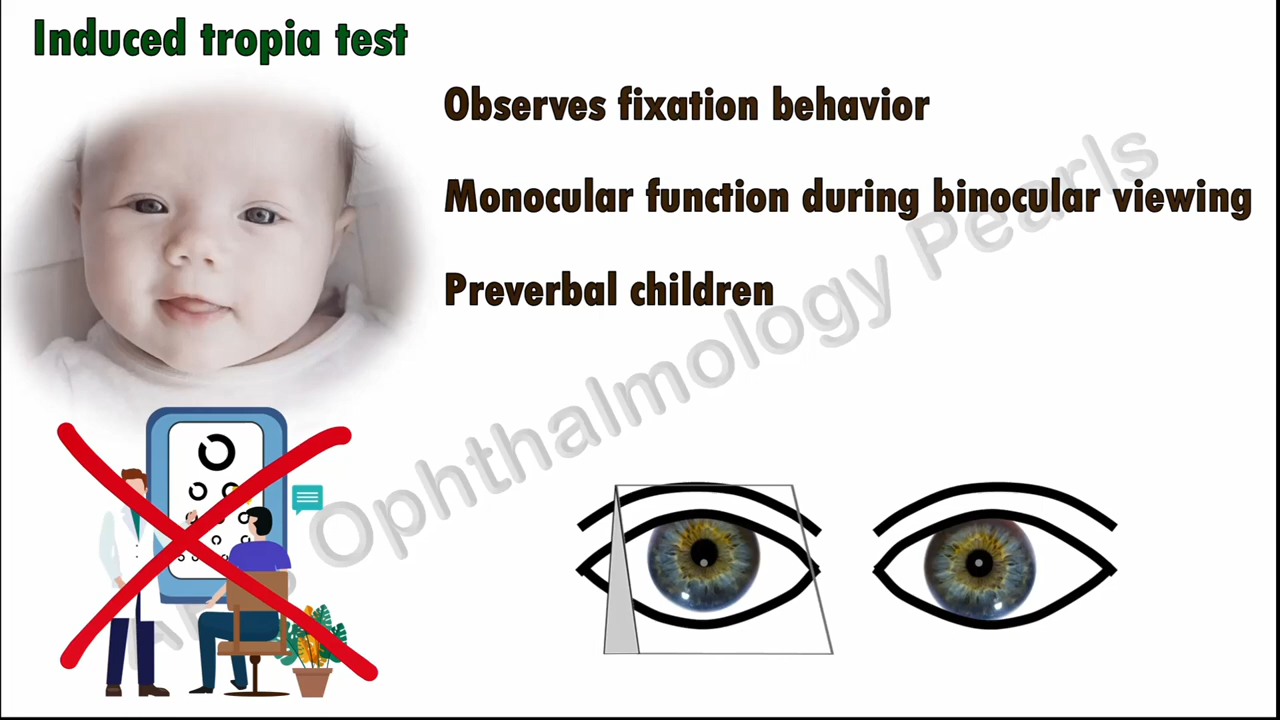 Induced tropia test
Observes fixation behavior
Monocular function during binocular viewing
Preverbal children
Ophthalmology Pearls